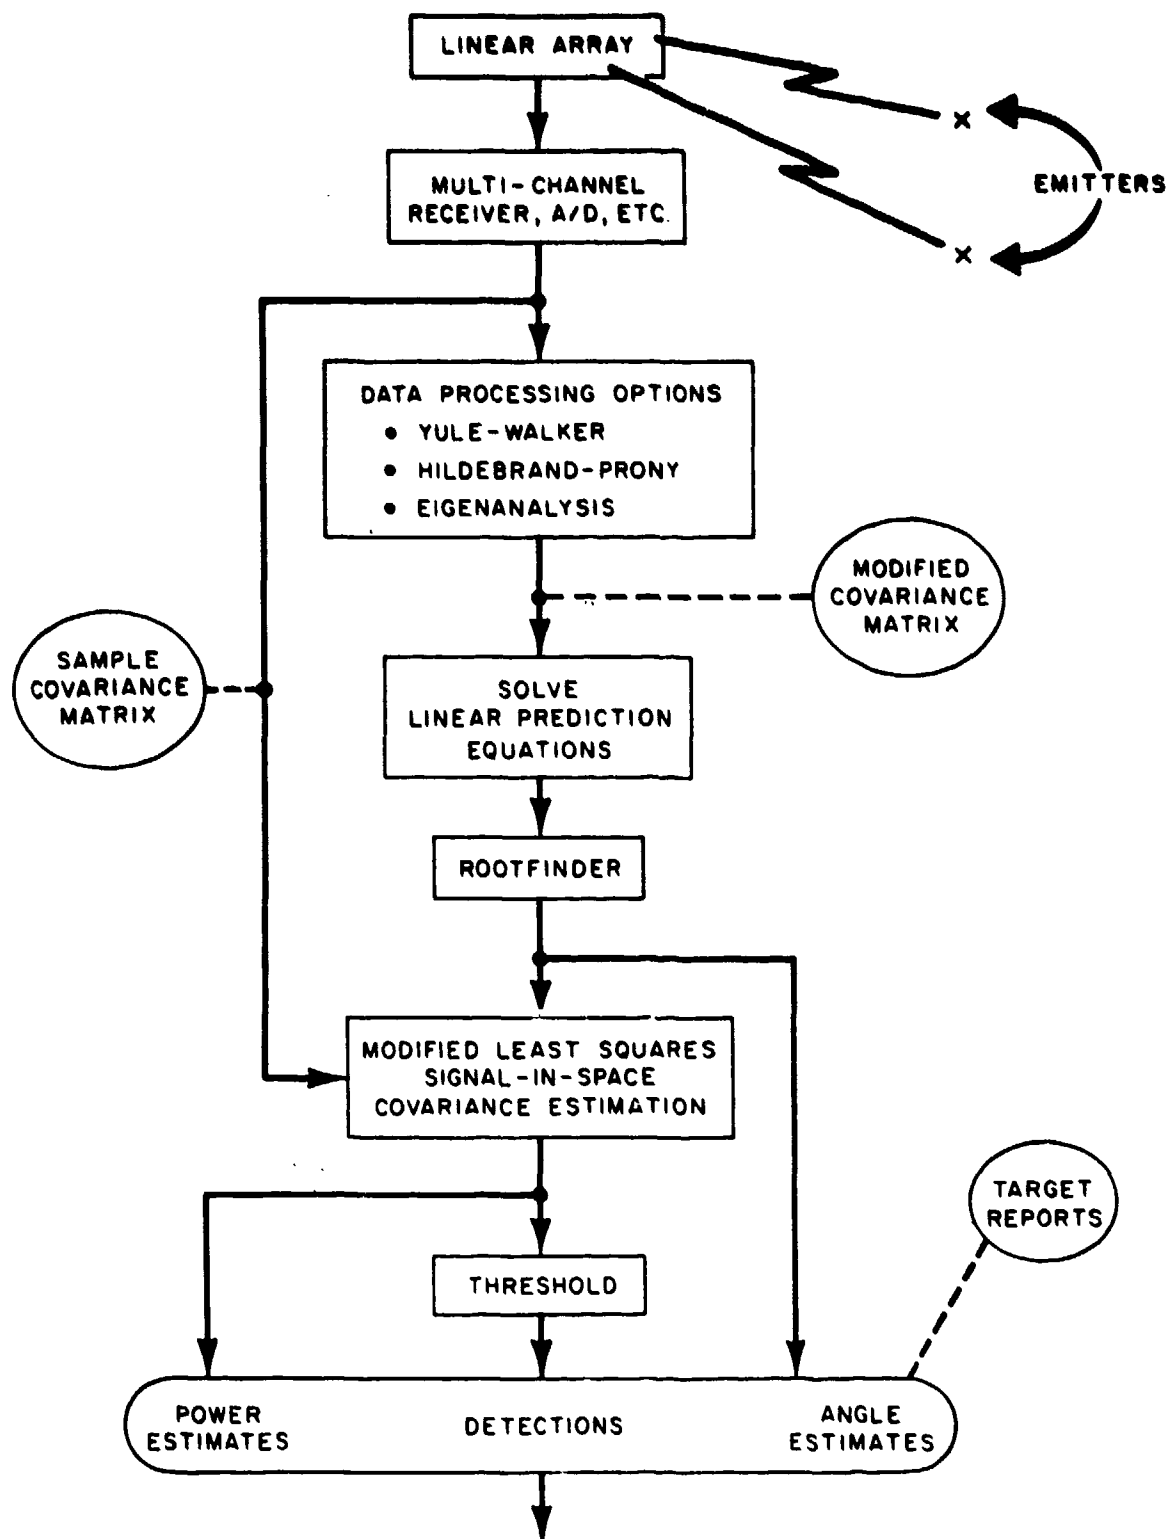 LINEAR ARRAY
EMITTERS
MULTI-CHANNEL
RECEIVER, A/D, ETC.
DATA PROCESSING OPTIONS
• YULE-WALKER
• HILDEBRAND-PRONY
• EIGENANALYSIS
MODIFIED
COVARIANCE
MATRIX
SAMPLE
COVARIANCE
MATRIX
SOLVE
LINEAR PREDICTION
EQUATIONS
ROOTFINDER
MODIFIED LEAST SQUARES
SIGNAL-IN-SPACE
COVARIANCE ESTIMATION
TARGET
REPORTS
THRESHOLD
POWER
ESTIMATES
DETECTIONS
ANGLE
ESTIMATES